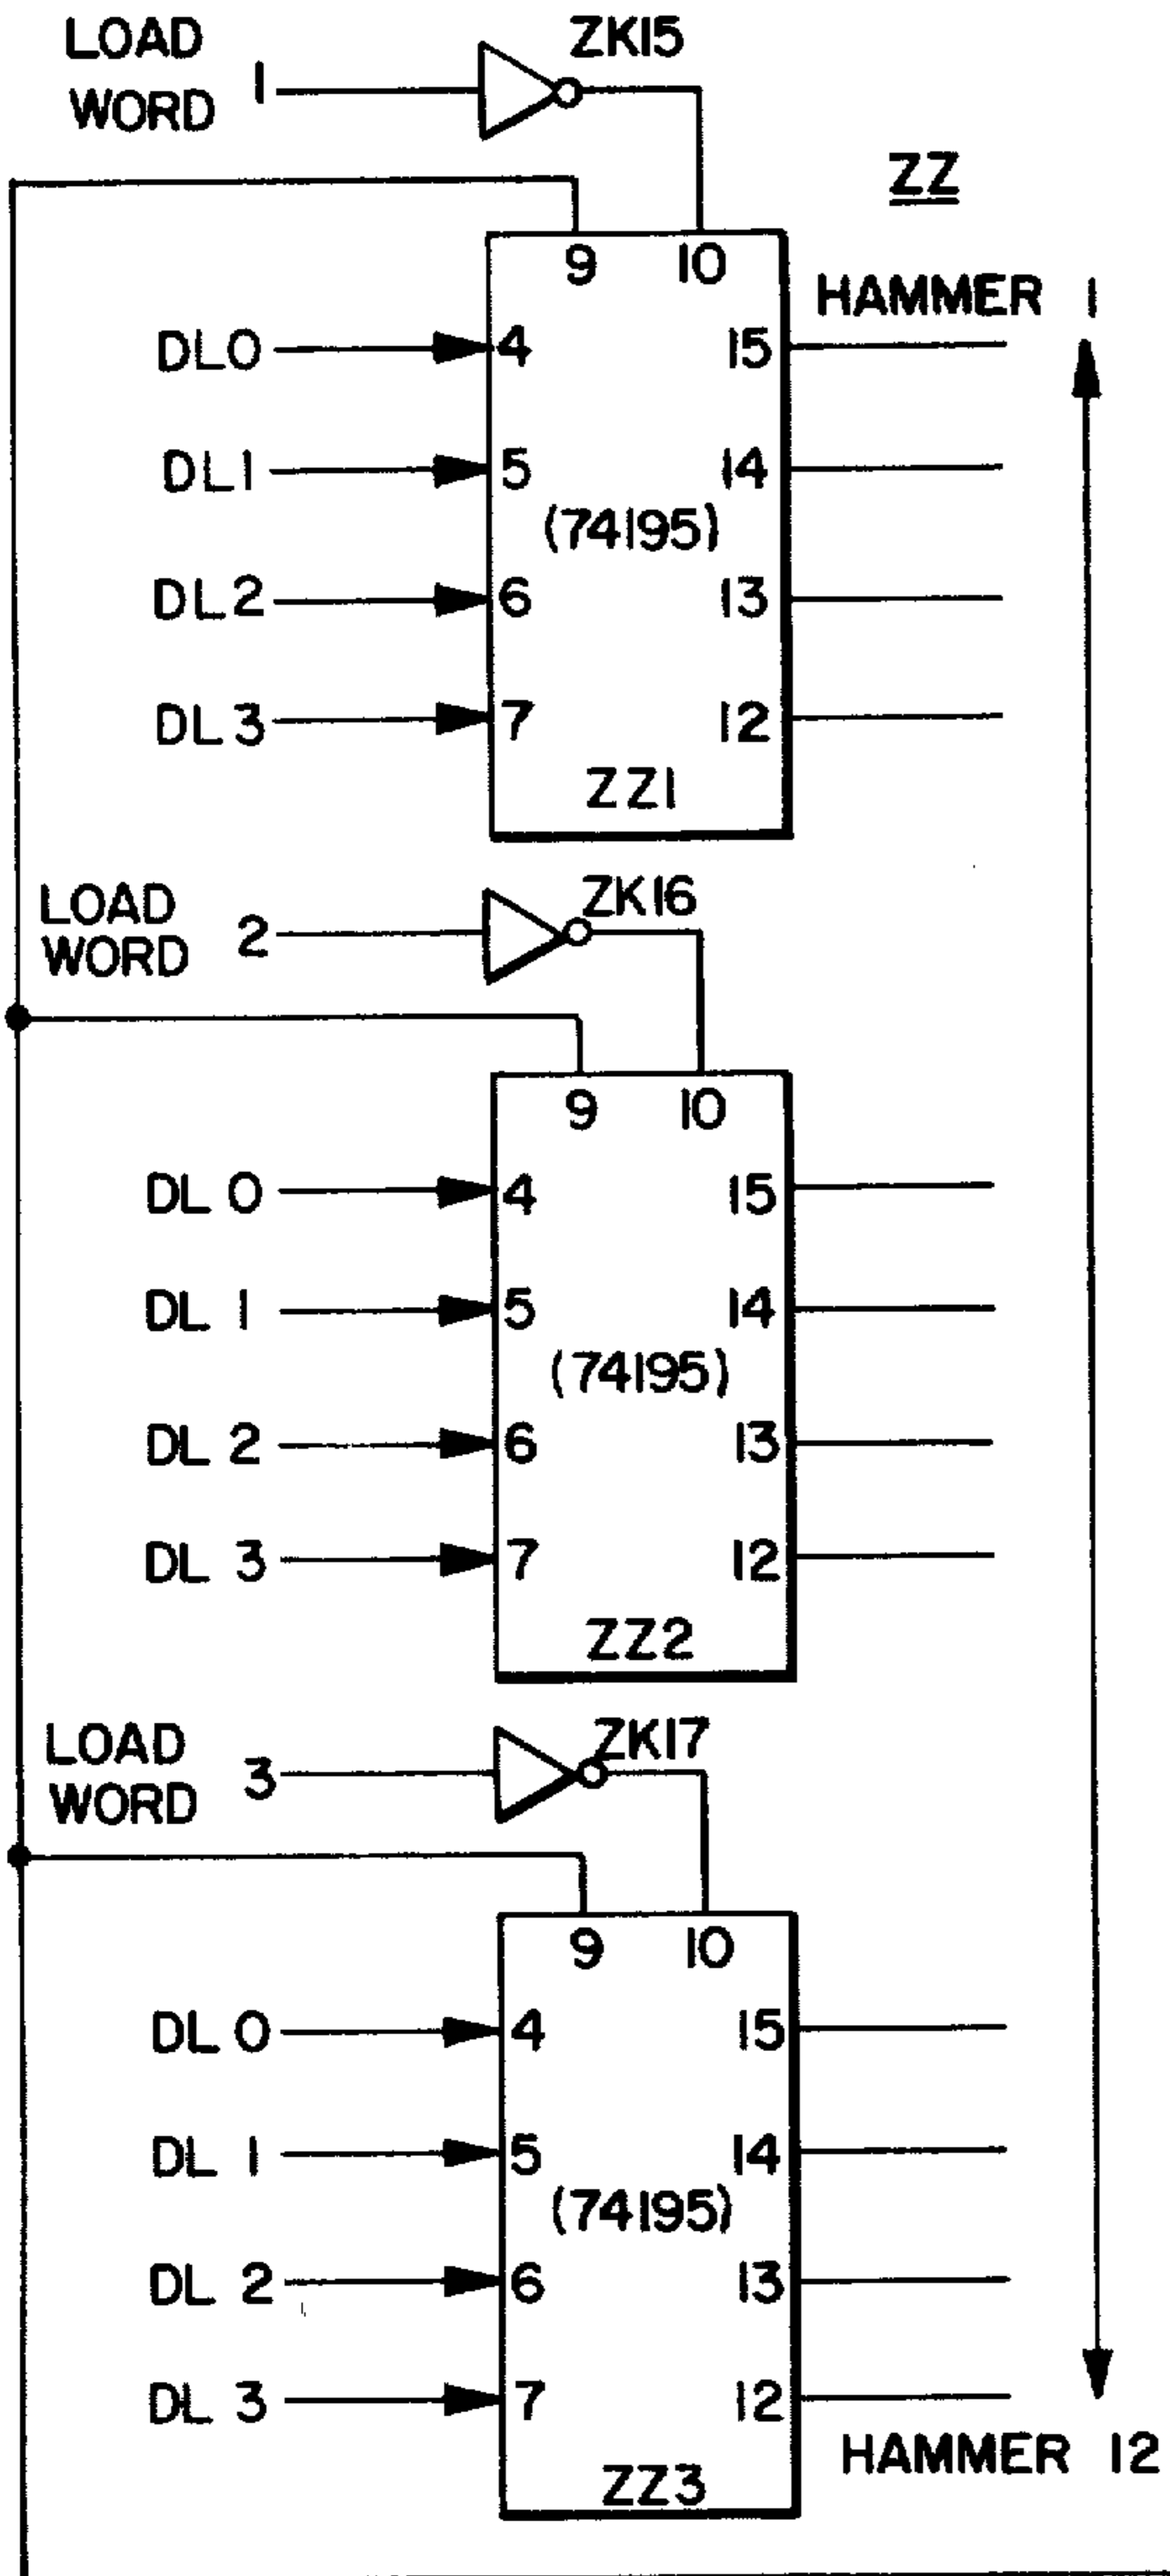 LOAD
WORD 1
ZK15
ZZ
9 10
HAMMER 1
DL0 4 15
DL1 5 14
(74195)
DL2 6 13
DL3 7 12
ZZ1
LOAD
WORD 2
ZK16
9 10
DL 0 4 15
DL 1 5 14
(74195)
DL 2 6 13
DL 3 7 12
ZZ2
LOAD
WORD 3
ZK17
9 10
DL 0 4 15
DL 1 5 14
(74195)
DL 2 6 13
DL 3 7 12
HAMMER 12
ZZ3